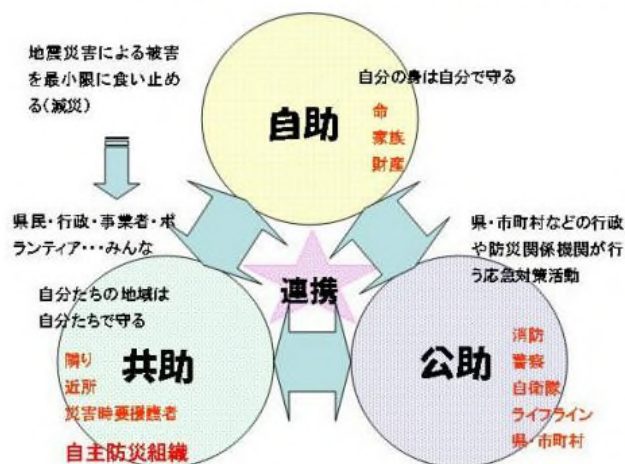 地震災害による被害
を最小限に食い止め
る(減災)
自分の身は自分で守る
自助
命
家族
財産
県民・行政・事業者・ボ
ランティア・・・みんな
県・市町村などの行政
や防災関係機関が行
う応急対策活動
連携
自分たちの地域は
自分たちで守る
共助
隣り
近所
災害時要援護者
自主防災組織
公助
消防
警察
自衛隊
ライフライン
県・市町村